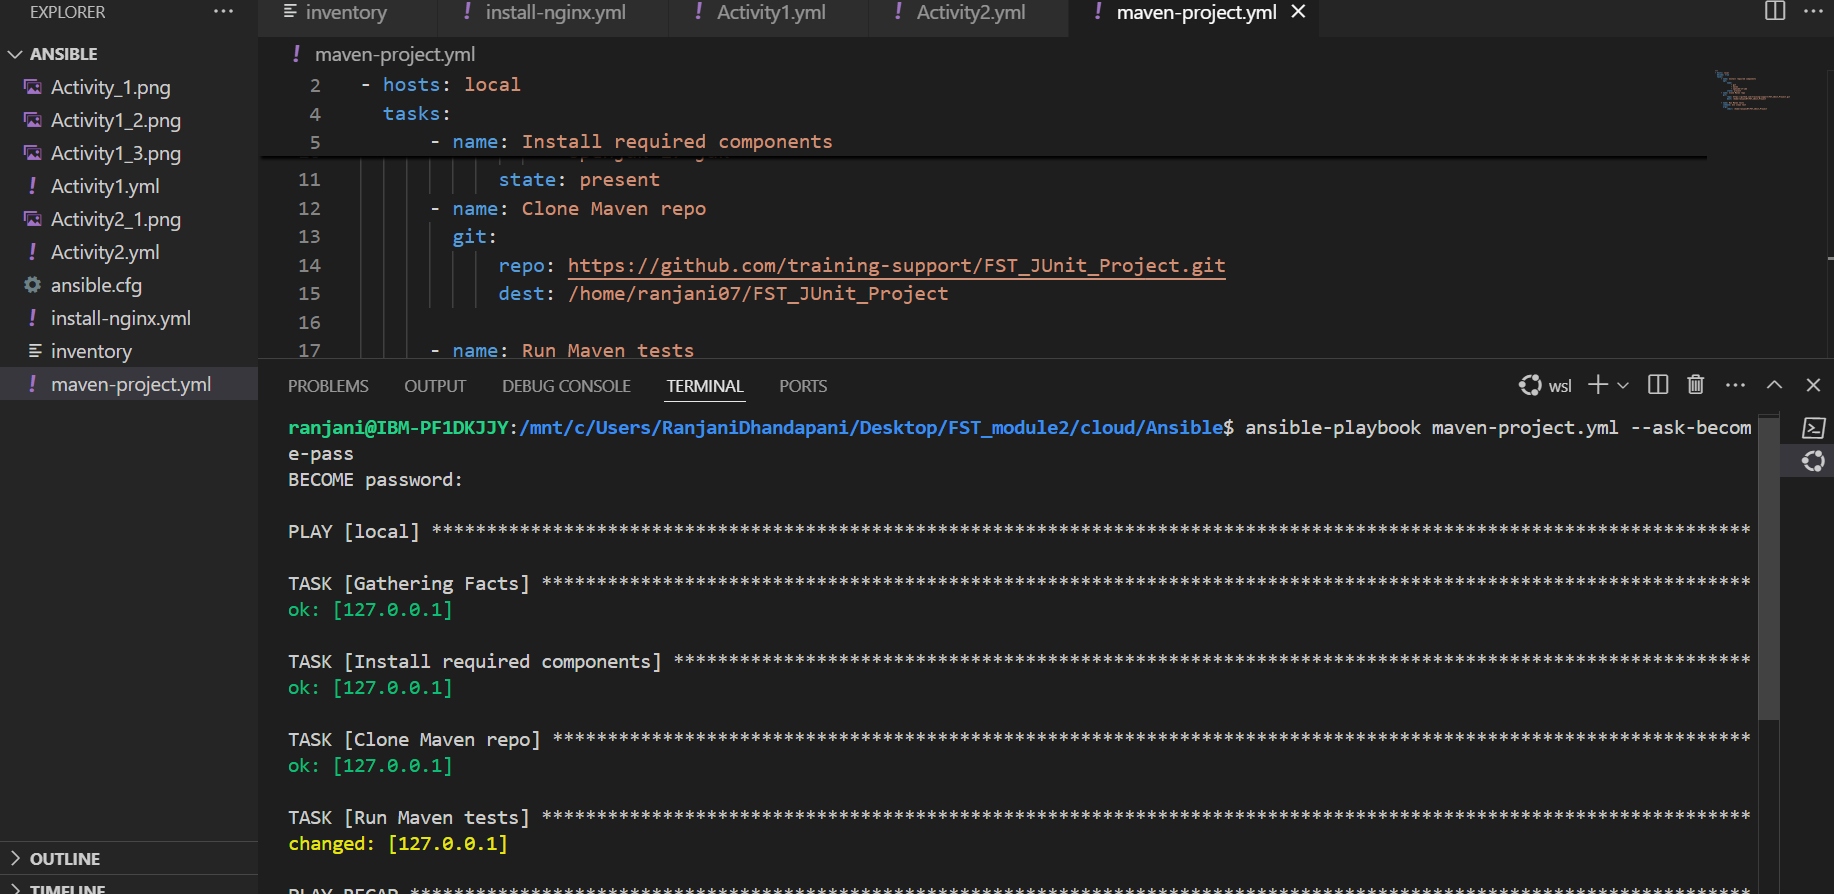 EXPLORER
ANSIBLE
Activity_1.png
Activity1_2.png
Activity1_3.png
Activity1.yml
Activity2_1.png
Activity2.yml
ansible.cfg
install-nginx.yml
inventory
maven-project.yml
OUTLINE
TIMELINE
inventory ! install-nginx.yml ! Activity1.yml ! Activity2.yml ! maven-project.yml
! maven-project.yml
2 - hosts: local
4 tasks:
5 - name: Install required components
11 state: present
12 - name: Clone Maven repo
13 git:
14 repo: https://github.com/training-support/FST_JUnit_Project.git
15 dest: /home/ranjani07/FST_JUnit_Project
16
17 - name: Run Maven tests
PROBLEMS OUTPUT DEBUG CONSOLE TERMINAL PORTS wsl
ranjani@IBM-PF1DKJJY:/mnt/c/Users/RanjaniDhandapani/Desktop/FST_module2/cloud/Ansible$ ansible-playbook maven-project.yml --ask-becom
e-pass
BECOME password:
PLAY [local] ************************************************************************************************************************
TASK [Gathering Facts] **************************************************************************************************************
ok: [127.0.0.1]
TASK [Install required components] **************************************************************************************************
ok: [127.0.0.1]
TASK [Clone Maven repo] *************************************************************************************************************
ok: [127.0.0.1]
TASK [Run Maven tests] **************************************************************************************************************
changed: [127.0.0.1]
PLAY RECAP **************************************************************************************************************************